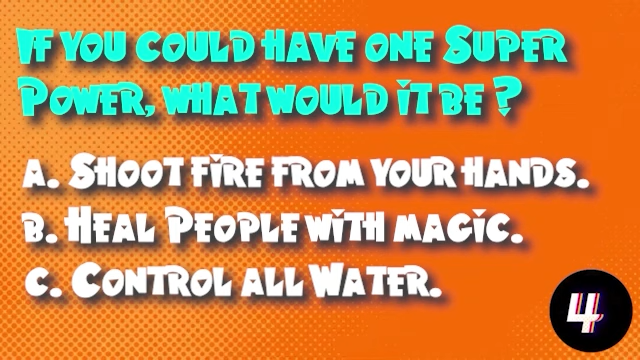 If you could have one Super
Power, what would it be ?
A. Shoot fire from your hands.
B. Heal People with magic.
C. Control all Water.
4